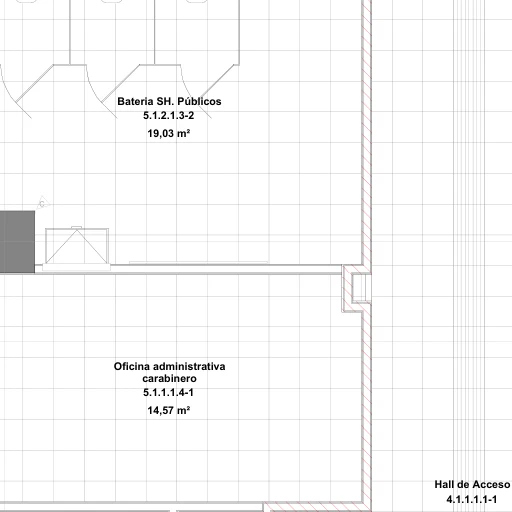 Bateria SH. Públicos
5.1.2.1.3-2
19,03 m²
C.
Oficina administrativa
carabinero
5.1.1.1.4-1
14,57 m²
Hall de Acceso
4.1.1.1.1-1